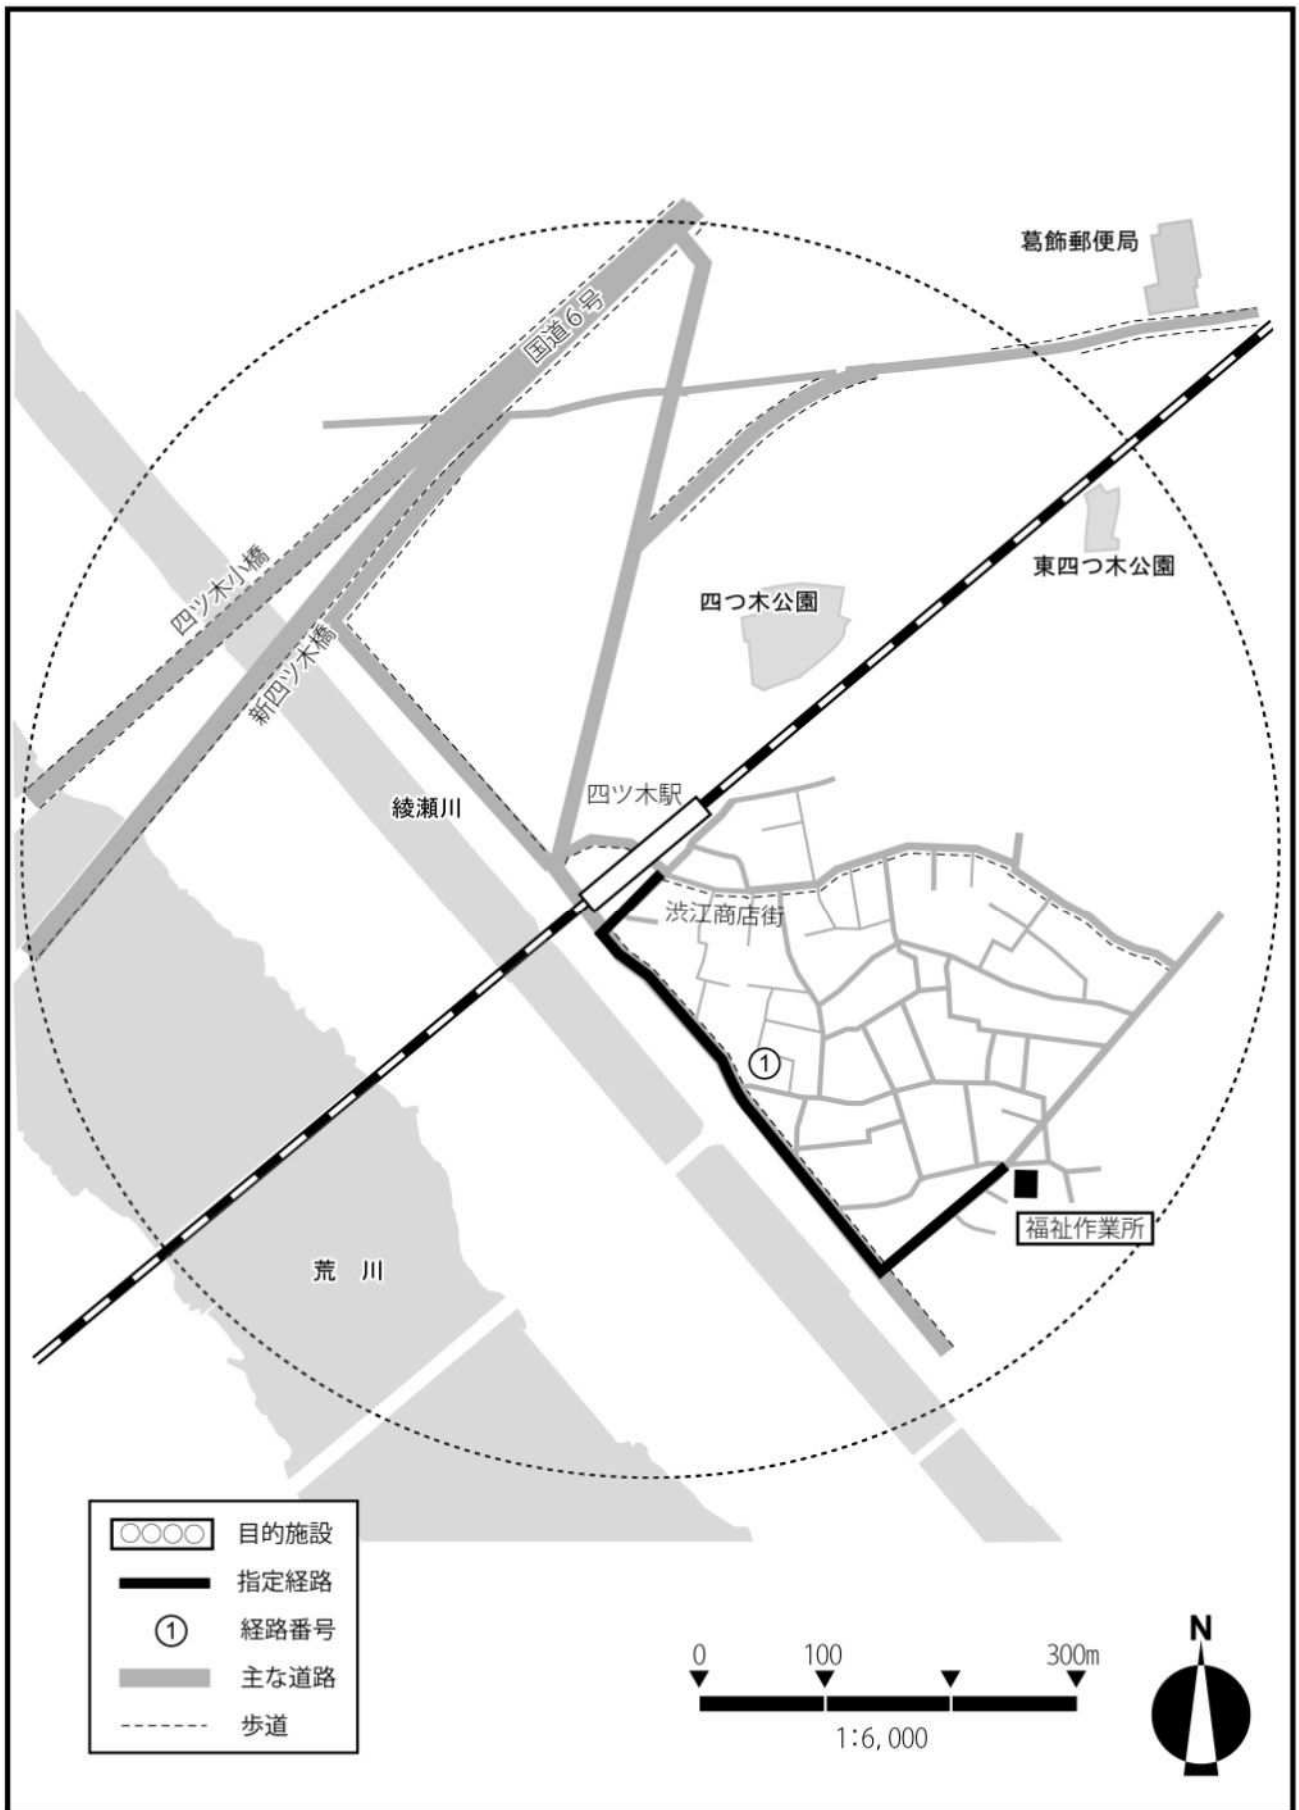 葛飾郵便局
国道6号
東四つ木公園
四ツ木小橋
四つ木公園
新四ツ木橋
四ツ木駅
綾瀬川
渋江商店街
①
福祉作業所
荒 川
○○○○ 目的施設
指定経路
① 経路番号
主な道路
歩道
0 100 300m
1:6,000
N